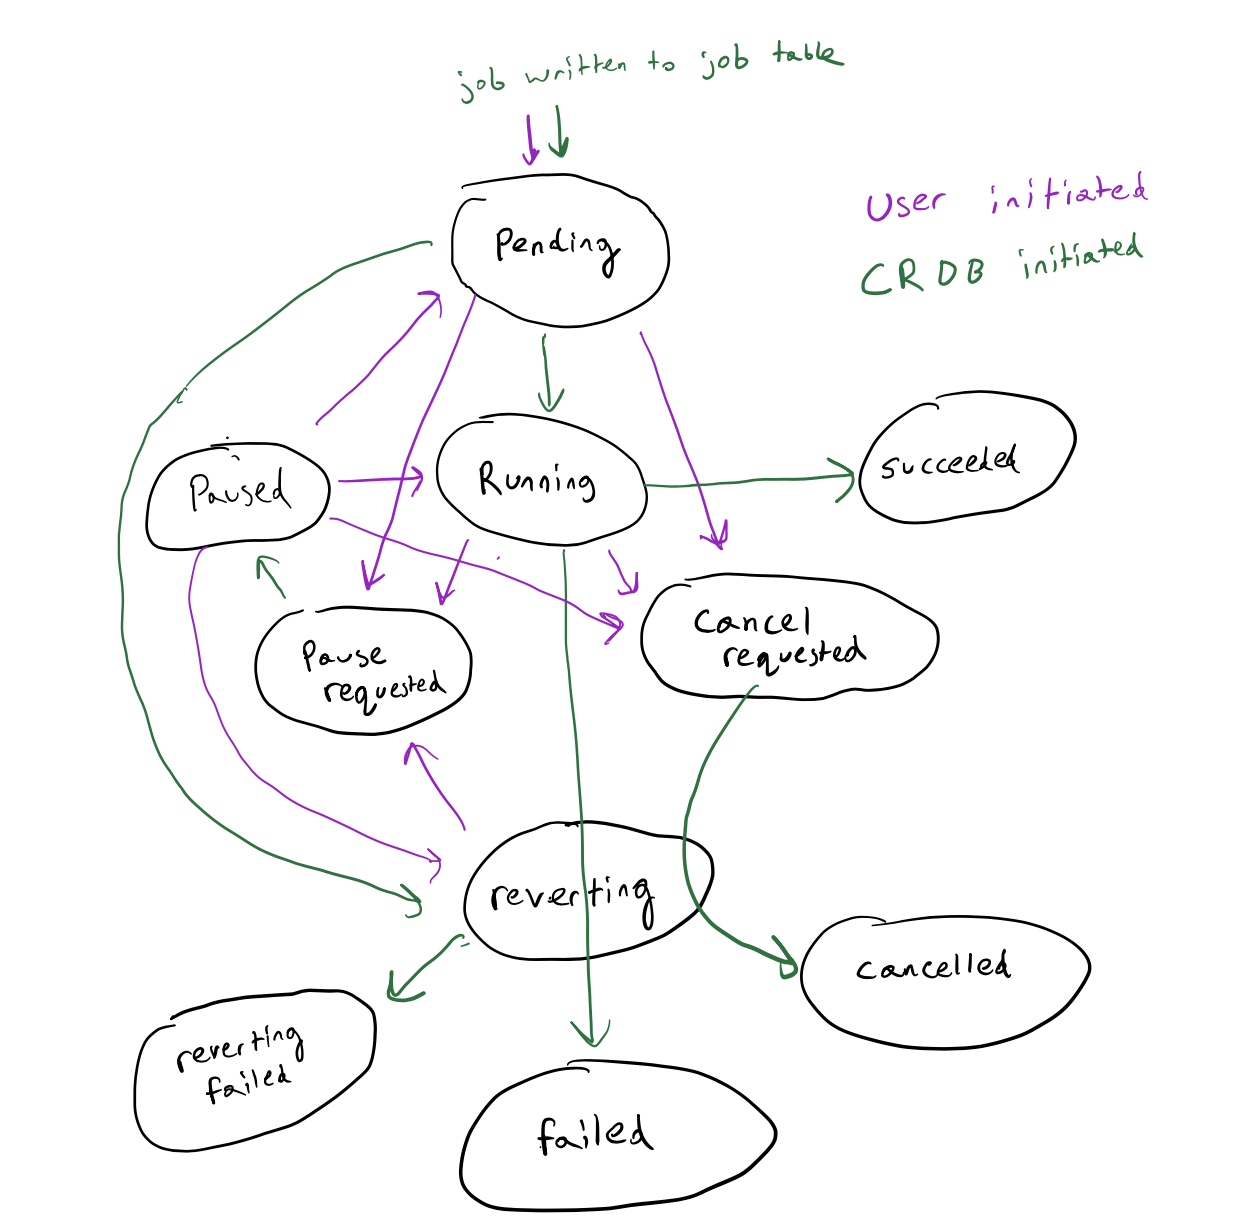 job written to job table
User initiated
CRDB initiated
Pending
Paused
Running
succeeded
Pause
requested
Cancel
requested
reverting
cancelled
reverting
failed
failed